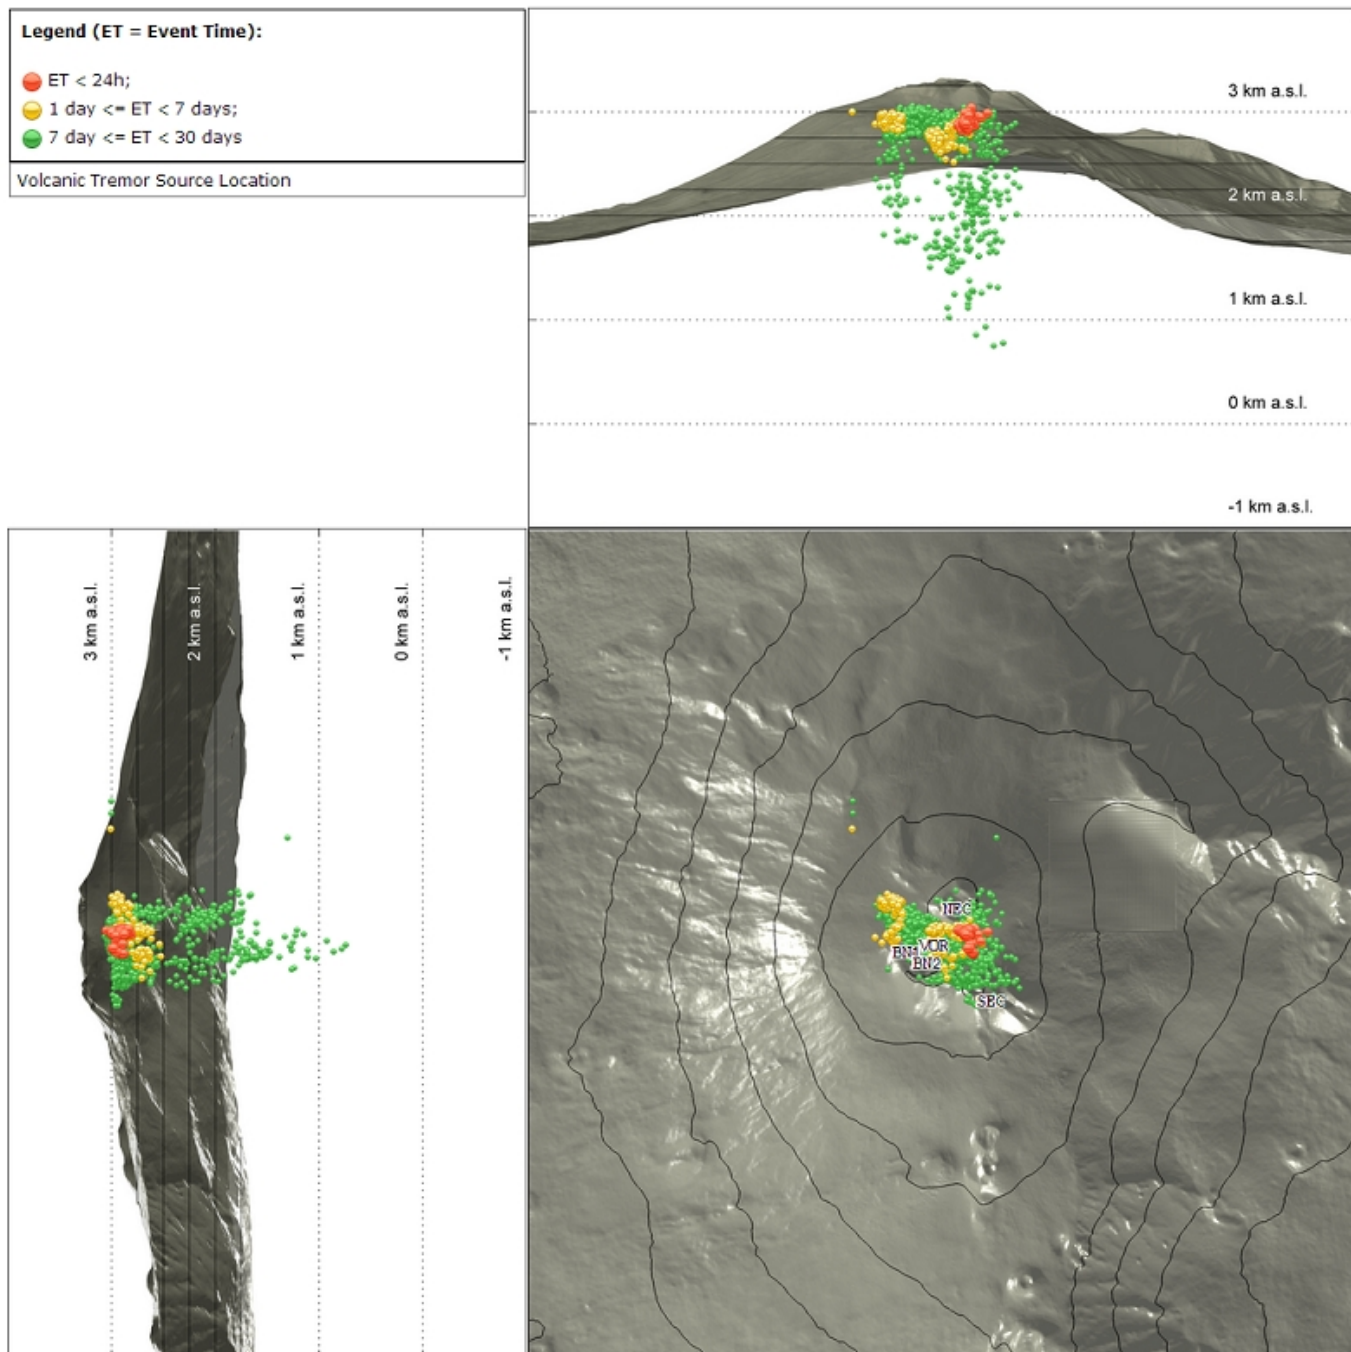 Legend (ET = Event Time):
ET < 24h;
1 day <= ET < 7 days;
7 day <= ET < 30 days
Volcanic Tremor Source Location
3 km a.s.l.
2 km a.s.l.
1 km a.s.l.
0 km a.s.l.
-1 km a.s.l.
3 km a.s.l.
2 km a.s.l.
1 km a.s.l.
0 km a.s.l.
-1 km a.s.l.
NEC
VOR
BN1
BN2
SEC